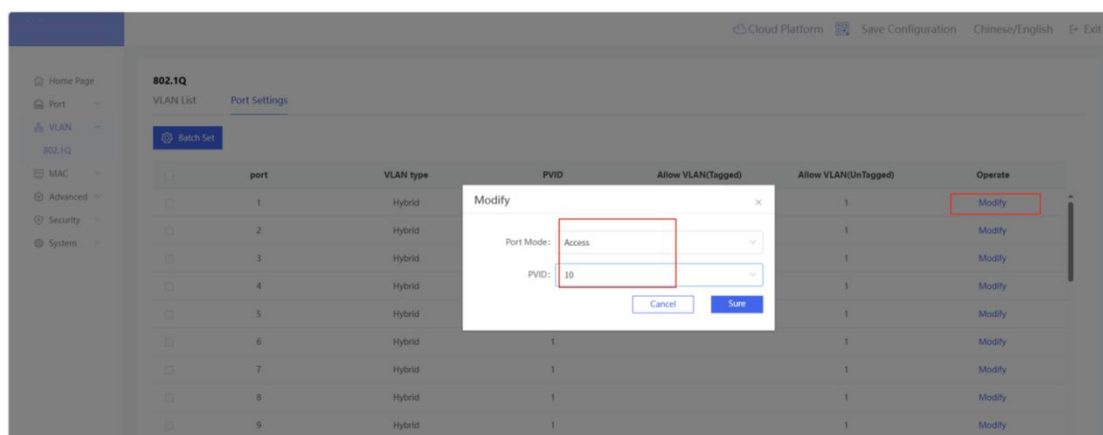 Cloud Platform Save Configuration Chinese/English Exit
Home Page
Port
VLAN
802.1Q
MAC
Advanced
Security
System
802.1Q
VLAN List Port Settings
Batch Set
port VLAN type PVID Allow VLAN(Tagged) Allow VLAN(UnTagged) Operate
1 Hybrid 1 Modify
2 Hybrid 1 Modify
3 Hybrid 1 Modify
4 Hybrid 1 Modify
5 Hybrid 1 Modify
6 Hybrid 1 1 Modify
7 Hybrid 1 1 Modify
8 Hybrid 1 1 Modify
9 Hybrid 1 1 Modify
Modify
Port Mode: Access
PVID: 10
Cancel Sure